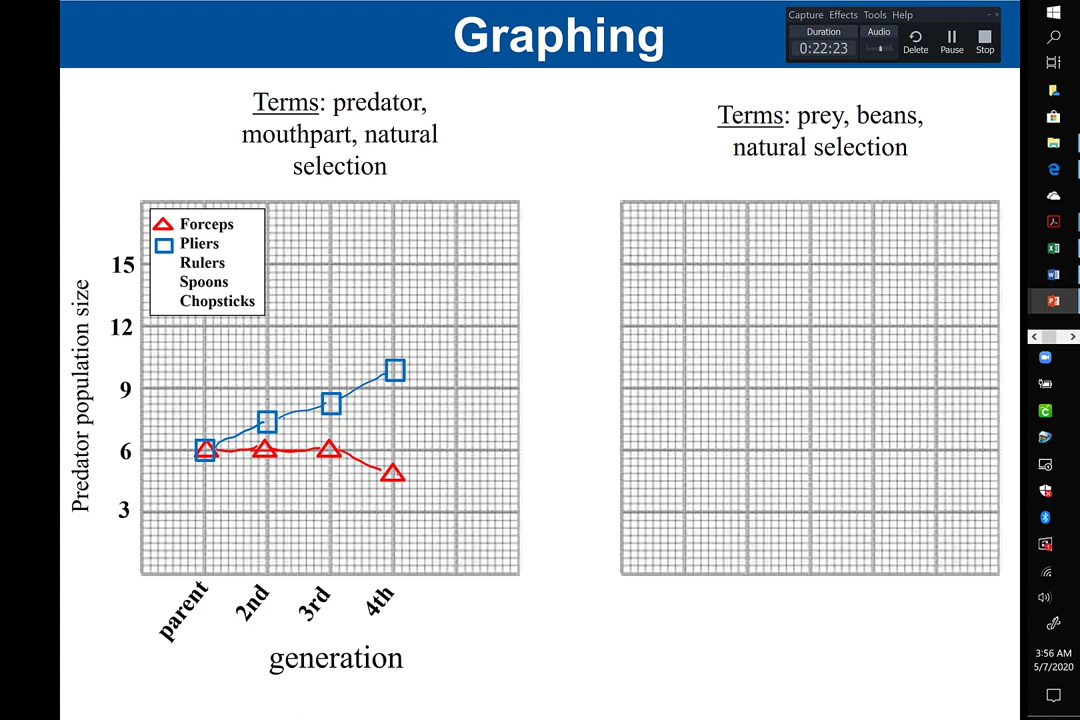 Graphing
Capture Effects Tools Help
Duration
0:22:23
Audio
Delete
Pause
Stop
Terms: predator,
mouthpart, natural
selection
Terms: prey, beans,
natural selection
Forceps
Pliers
Rulers
Spoons
Chopsticks
Predator population size
15
12
9
6
3
parent
2nd
3rd
4th
generation
3:56 AM
5/7/2020